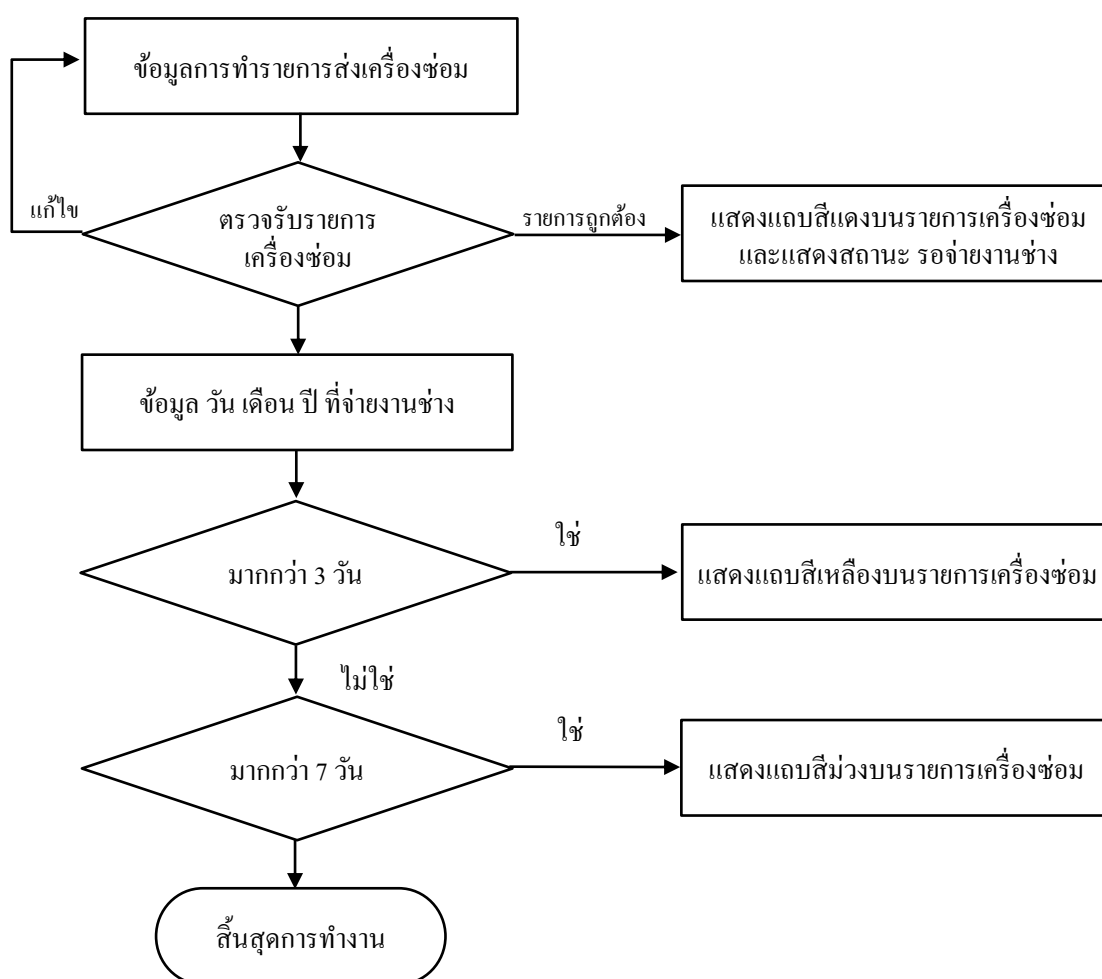 ข้อมูลการทำรายการส่งเครื่องซ่อม
แก้ไข
ตรวจรับรายการ
เครื่องซ่อม
รายการถูกต้อง
แสดงแถบสีแดงบนรายการเครื่องซ่อม
และแสดงสถานะ รอจ่ายงานช่าง
ข้อมูล วัน เดือน ปี ที่จ่ายงานช่าง
มากกว่า 3 วัน
ใช่
แสดงแถบสีเหลืองบนรายการเครื่องซ่อม
ไม่ใช่
มากกว่า 7 วัน
ใช่
แสดงแถบสีม่วงบนรายการเครื่องซ่อม
สิ้นสุดการทำงาน